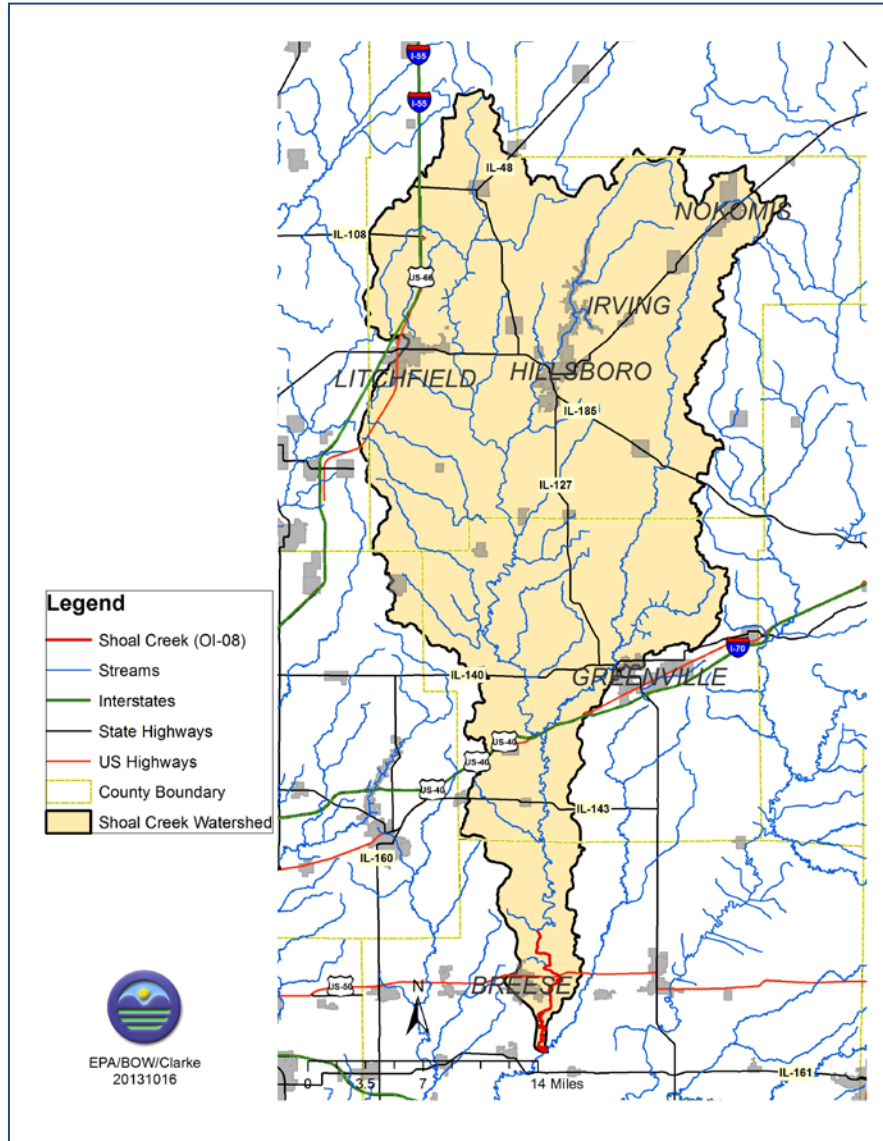 I-55
I-55
IL-48
NOKOMIS
IL-108
US-66
IRVING
LITCHFIELD
HILLSBORO
IL-185
IL-127
Legend
Shoal Creek (OI-08)
Streams
Interstates
State Highways
US Highways
County Boundary
Shoal Creek Watershed
I-70
IL-140
GREENVILLE
US-40
US-40
US-40
IL-143
IL-160
US-50
N
BREESE
EPA/BOW/Clarke
20131016
0 3.5 7 14 Miles
IL-161